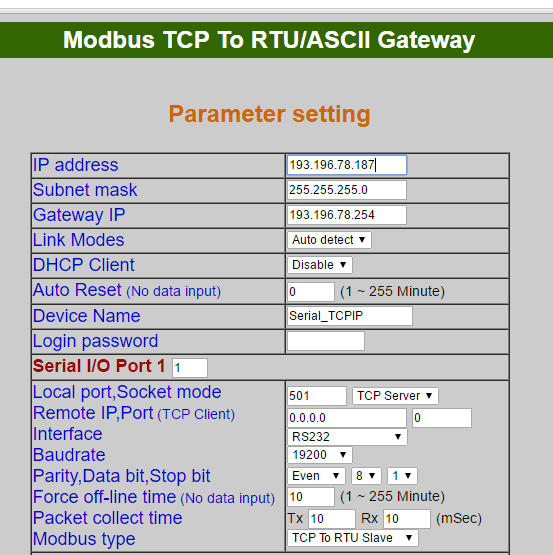 Modbus TCP To RTU/ASCII Gateway
Parameter setting
IP address 193.196.78.187
Subnet mask 255.255.255.0
Gateway IP 193.196.78.254
Link Modes Auto detect
DHCP Client Disable
Auto Reset (No data input) 0 (1 ~ 255 Minute)
Device Name Serial_TCPIP
Login password
Serial I/O Port 1 1
Local port,Socket mode 501 TCP Server
Remote IP,Port (TCP Client) 0.0.0.0 0
Interface RS232
Baudrate 19200
Parity,Data bit,Stop bit Even 8 1
Force off-line time (No data input) 10 (1 ~ 255 Minute)
Packet collect time Tx 10 Rx 10 (mSec)
Modbus type TCP To RTU Slave